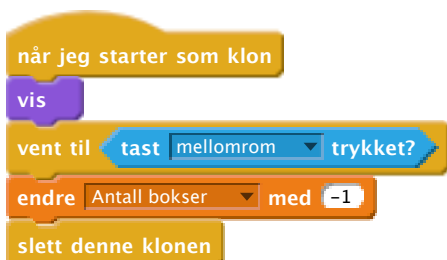 når jeg starter som klon
vis
vent til tast mellomrom trykket?
endre Antall bokser med -1
slett denne klonen